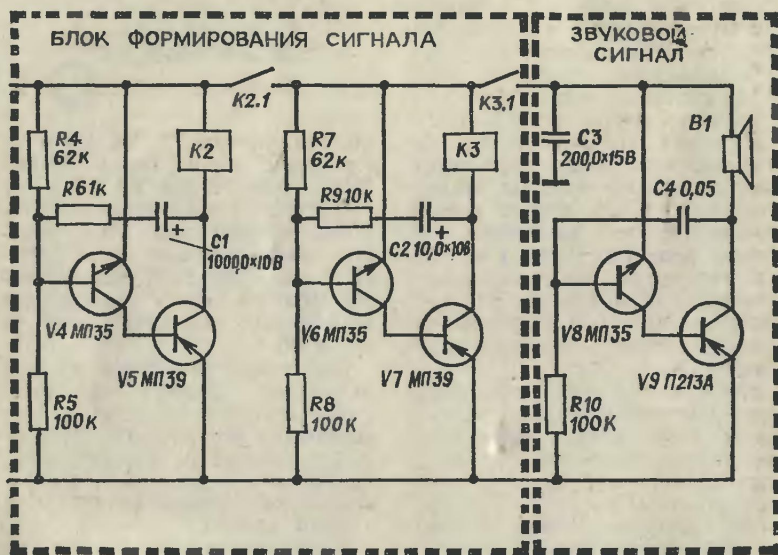 БЛОК ФОРМИРОВАНИЯ СИГНАЛА
ЗВУКОВОЙ
СИГНАЛ
K2.1
K3.1
R4
62к
K2
R7
62к
K3
C3
200,0×15В
B1
R6 1к
C1
1000,0×10В
R9 10к
C2 10,0×10В
C4 0,05
V4 МП35
V5 МП39
V6 МП35
V7 МП39
V8 МП35
V9 П213А
R5
100К
R8
100К
R10
100К